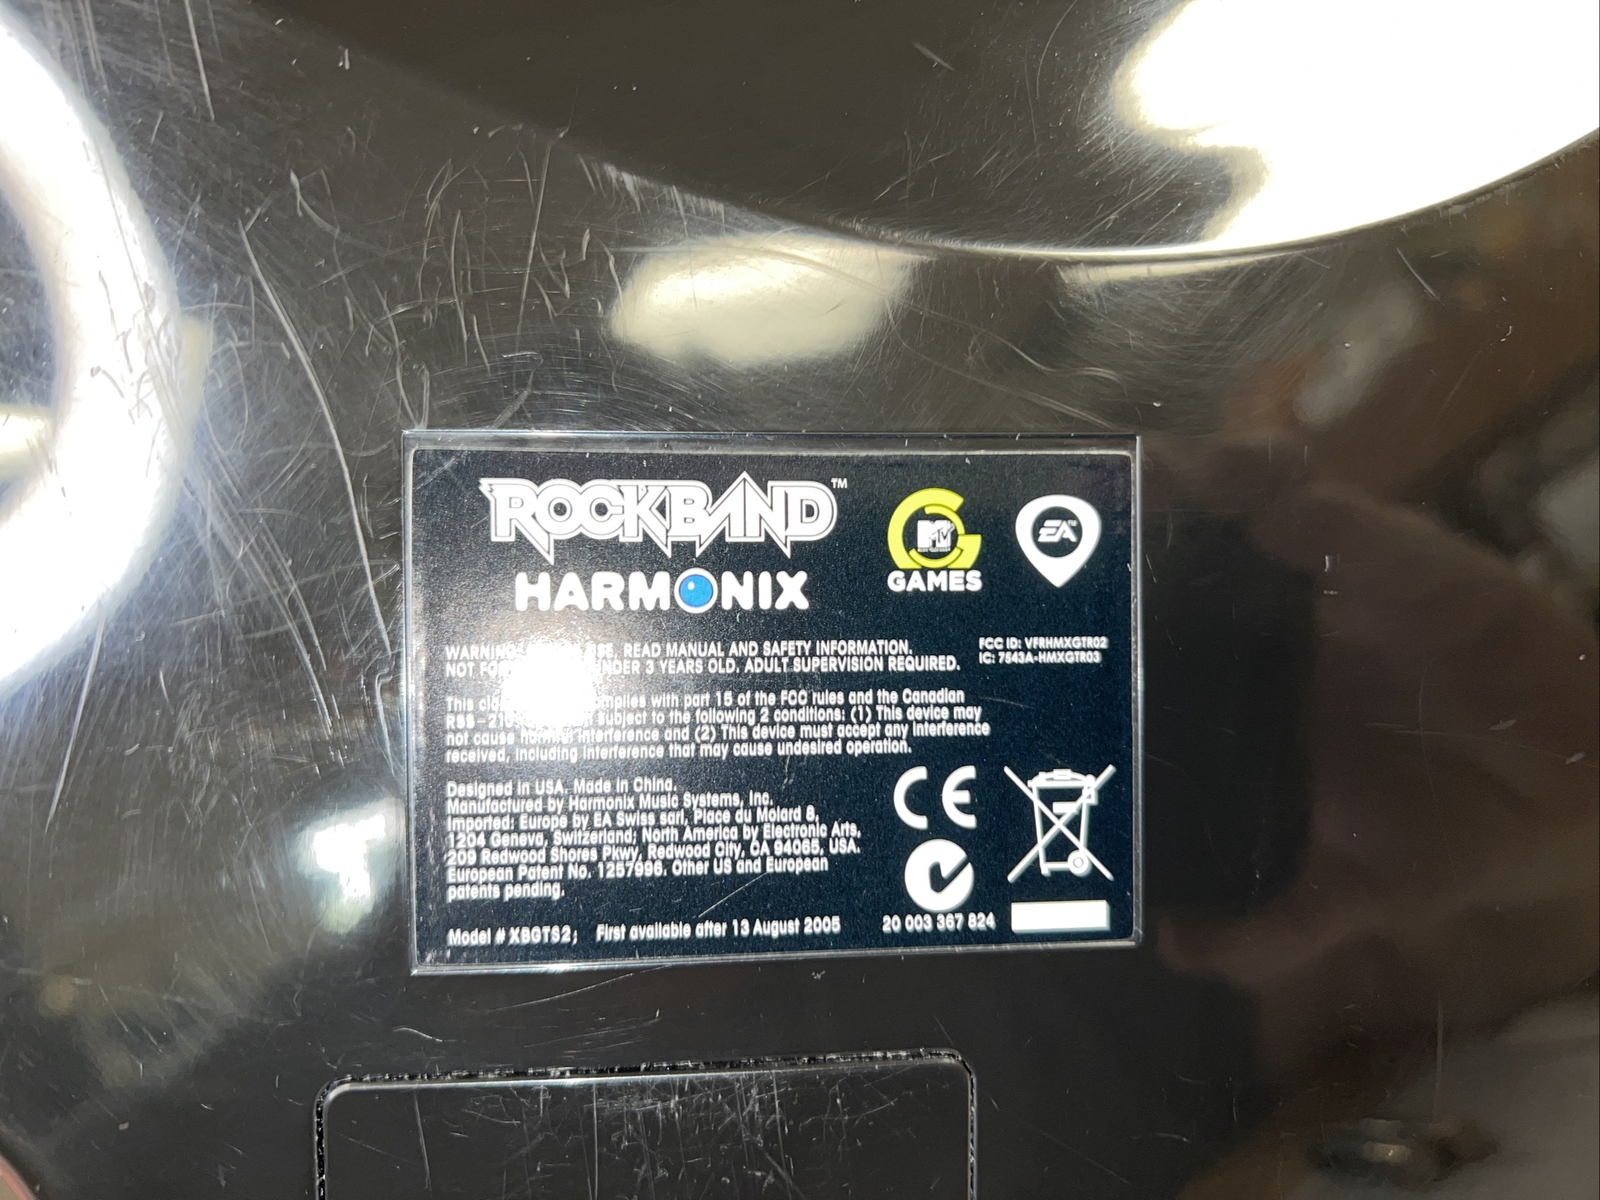 ROCKBAND™
HARMONIX
MTV
GAMES
EA™
WARNING: USE, READ MANUAL AND SAFETY INFORMATION.
NOT FOR UNDER 3 YEARS OLD. ADULT SUPERVISION REQUIRED.
FCC ID: VFRHMXGTR02
IC: 7543A-HMXGTR03
This complies with part 15 of the FCC rules and the Canadian
RSS-210. subject to the following 2 conditions: (1) This device may
not cause harmful interference and (2) This device must accept any interference
received, including interference that may cause undesired operation.
Designed in USA. Made in China.
Manufactured by Harmonix Music Systems, Inc.
Imported: Europe by EA Swiss sarl, Place du Molard 8,
1204 Geneva, Switzerland; North America by Electronic Arts,
209 Redwood Shores Pkwy, Redwood City, CA 94065, USA.
European Patent No. 1257996. Other US and European
patents pending.
CE
Model # XBGTS2; First available after 13 August 2005
20 003 367 824